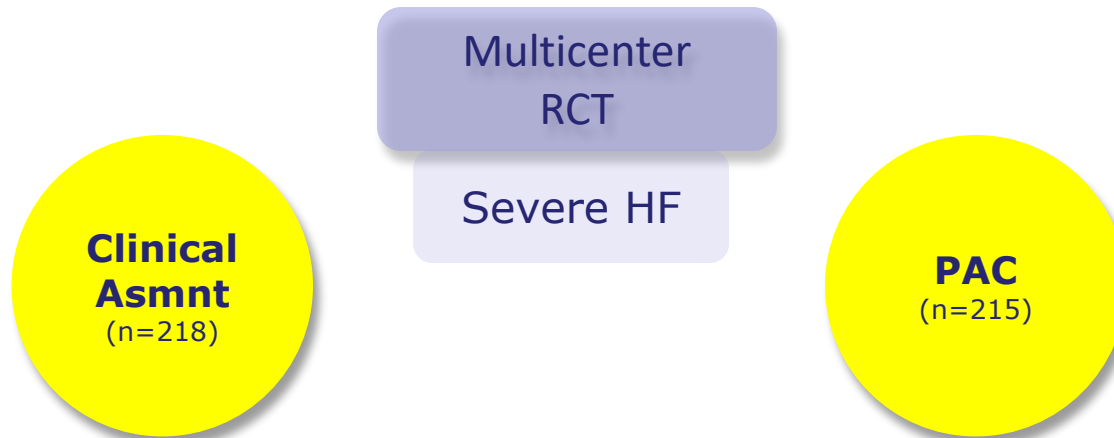 Multicenter
RCT
Severe HF
Clinical
Asmnt
(n=218)
PAC
(n=215)